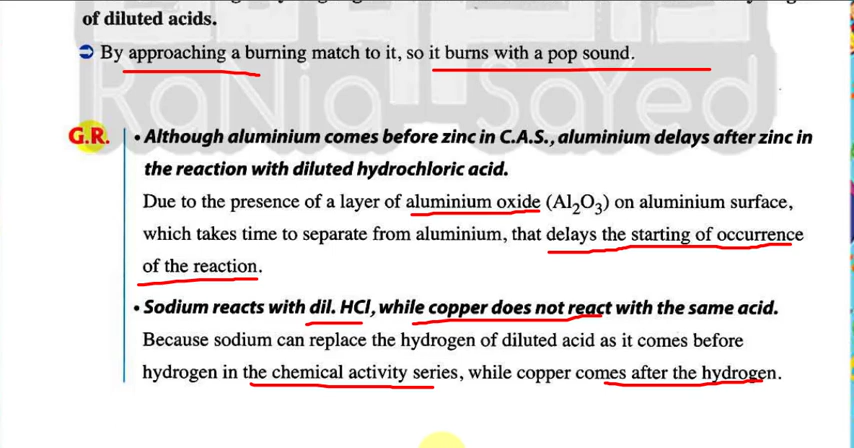 of diluted acids.
⊃ By approaching a burning match to it, so it burns with a pop sound.
Rania Sayed
G.R. • Although aluminium comes before zinc in C.A.S., aluminium delays after zinc in
the reaction with diluted hydrochloric acid.
Due to the presence of a layer of aluminium oxide (Al₂O₃) on aluminium surface,
which takes time to separate from aluminium, that delays the starting of occurrence
of the reaction.
• Sodium reacts with dil. HCl, while copper does not react with the same acid.
Because sodium can replace the hydrogen of diluted acid as it comes before
hydrogen in the chemical activity series, while copper comes after the hydrogen.